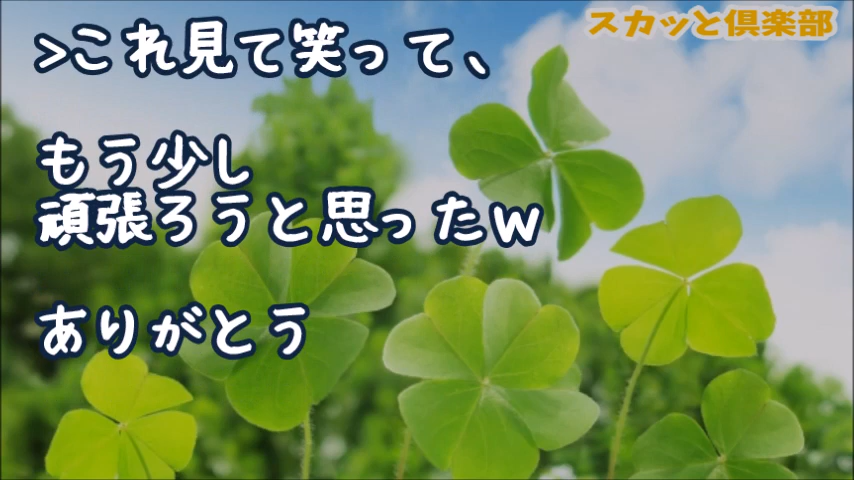 スカッと倶楽部
>これ見て笑って、
もう少し
頑張ろうと思ったw
ありがとう